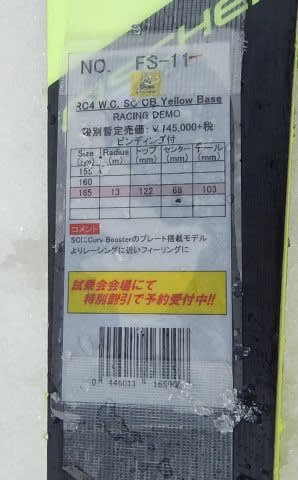 NO. FS-11
RC4 W.C. SC CB Yellow Base
RACING DEMO
税別暫定売価：￥145,000+税
ビンディング付
Size (cm) Radius (m) トップ (mm) センター (mm) テール (mm)
155
160
165 13 122 68 103
コメント
SCにCurv Boosterのプレート搭載モデル
よりレーシングに近いフィーリングに
試乗会会場にて
特別割引で予約受付中!!